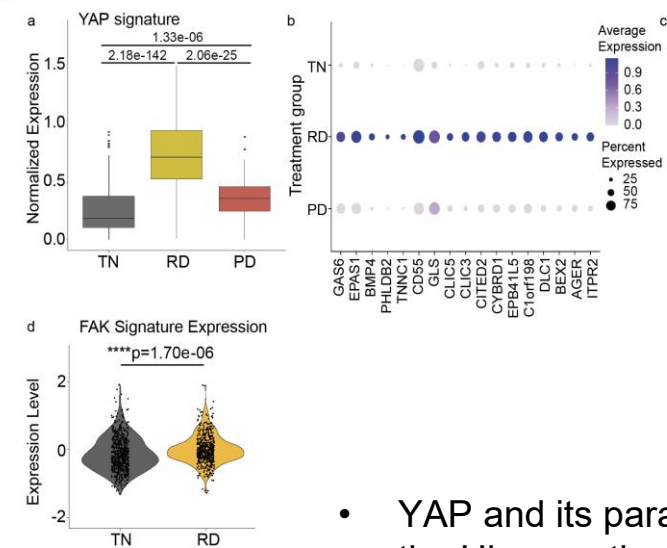 a
YAP signature
1.33e-06
2.18e-142
2.06e-25
Normalized Expression
1.5
1.0
0.5
0.0
TN
RD
PD
b
Treatment group
TN
RD
PD
GAS6
EPAS1
BMP4
PHLDB2
TNNC1
CD55
GLS
CLIC5
CLIC3
CITED2
CYBRD1
EPB41L5
C1orf198
DLC1
BEX2
AGER
ITPR2
Average
Expression
0.9
0.6
0.3
0.0
Percent
Expressed
25
50
75
c
d
FAK Signature Expression
****p=1.70e-06
Expression Level
2
0
-2
TN
RD
• YAP and its para